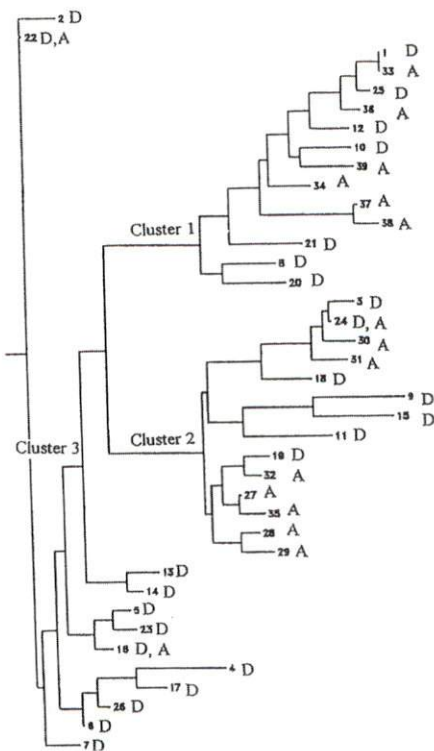 2 D
22 D, A
1 D
33 A
25 D
36 A
12 D
10 D
39 A
34 A
37 A
38 A
Cluster 1
21 D
8 D
20 D
3 D
24 D, A
30 A
31 A
18 D
9 D
15 D
Cluster 3
Cluster 2
11 D
19 D
32 A
27 A
35 A
28 A
29 A
13 D
14 D
5 D
23 D
16 D, A
4 D
17 D
26 D
6 D
7 D